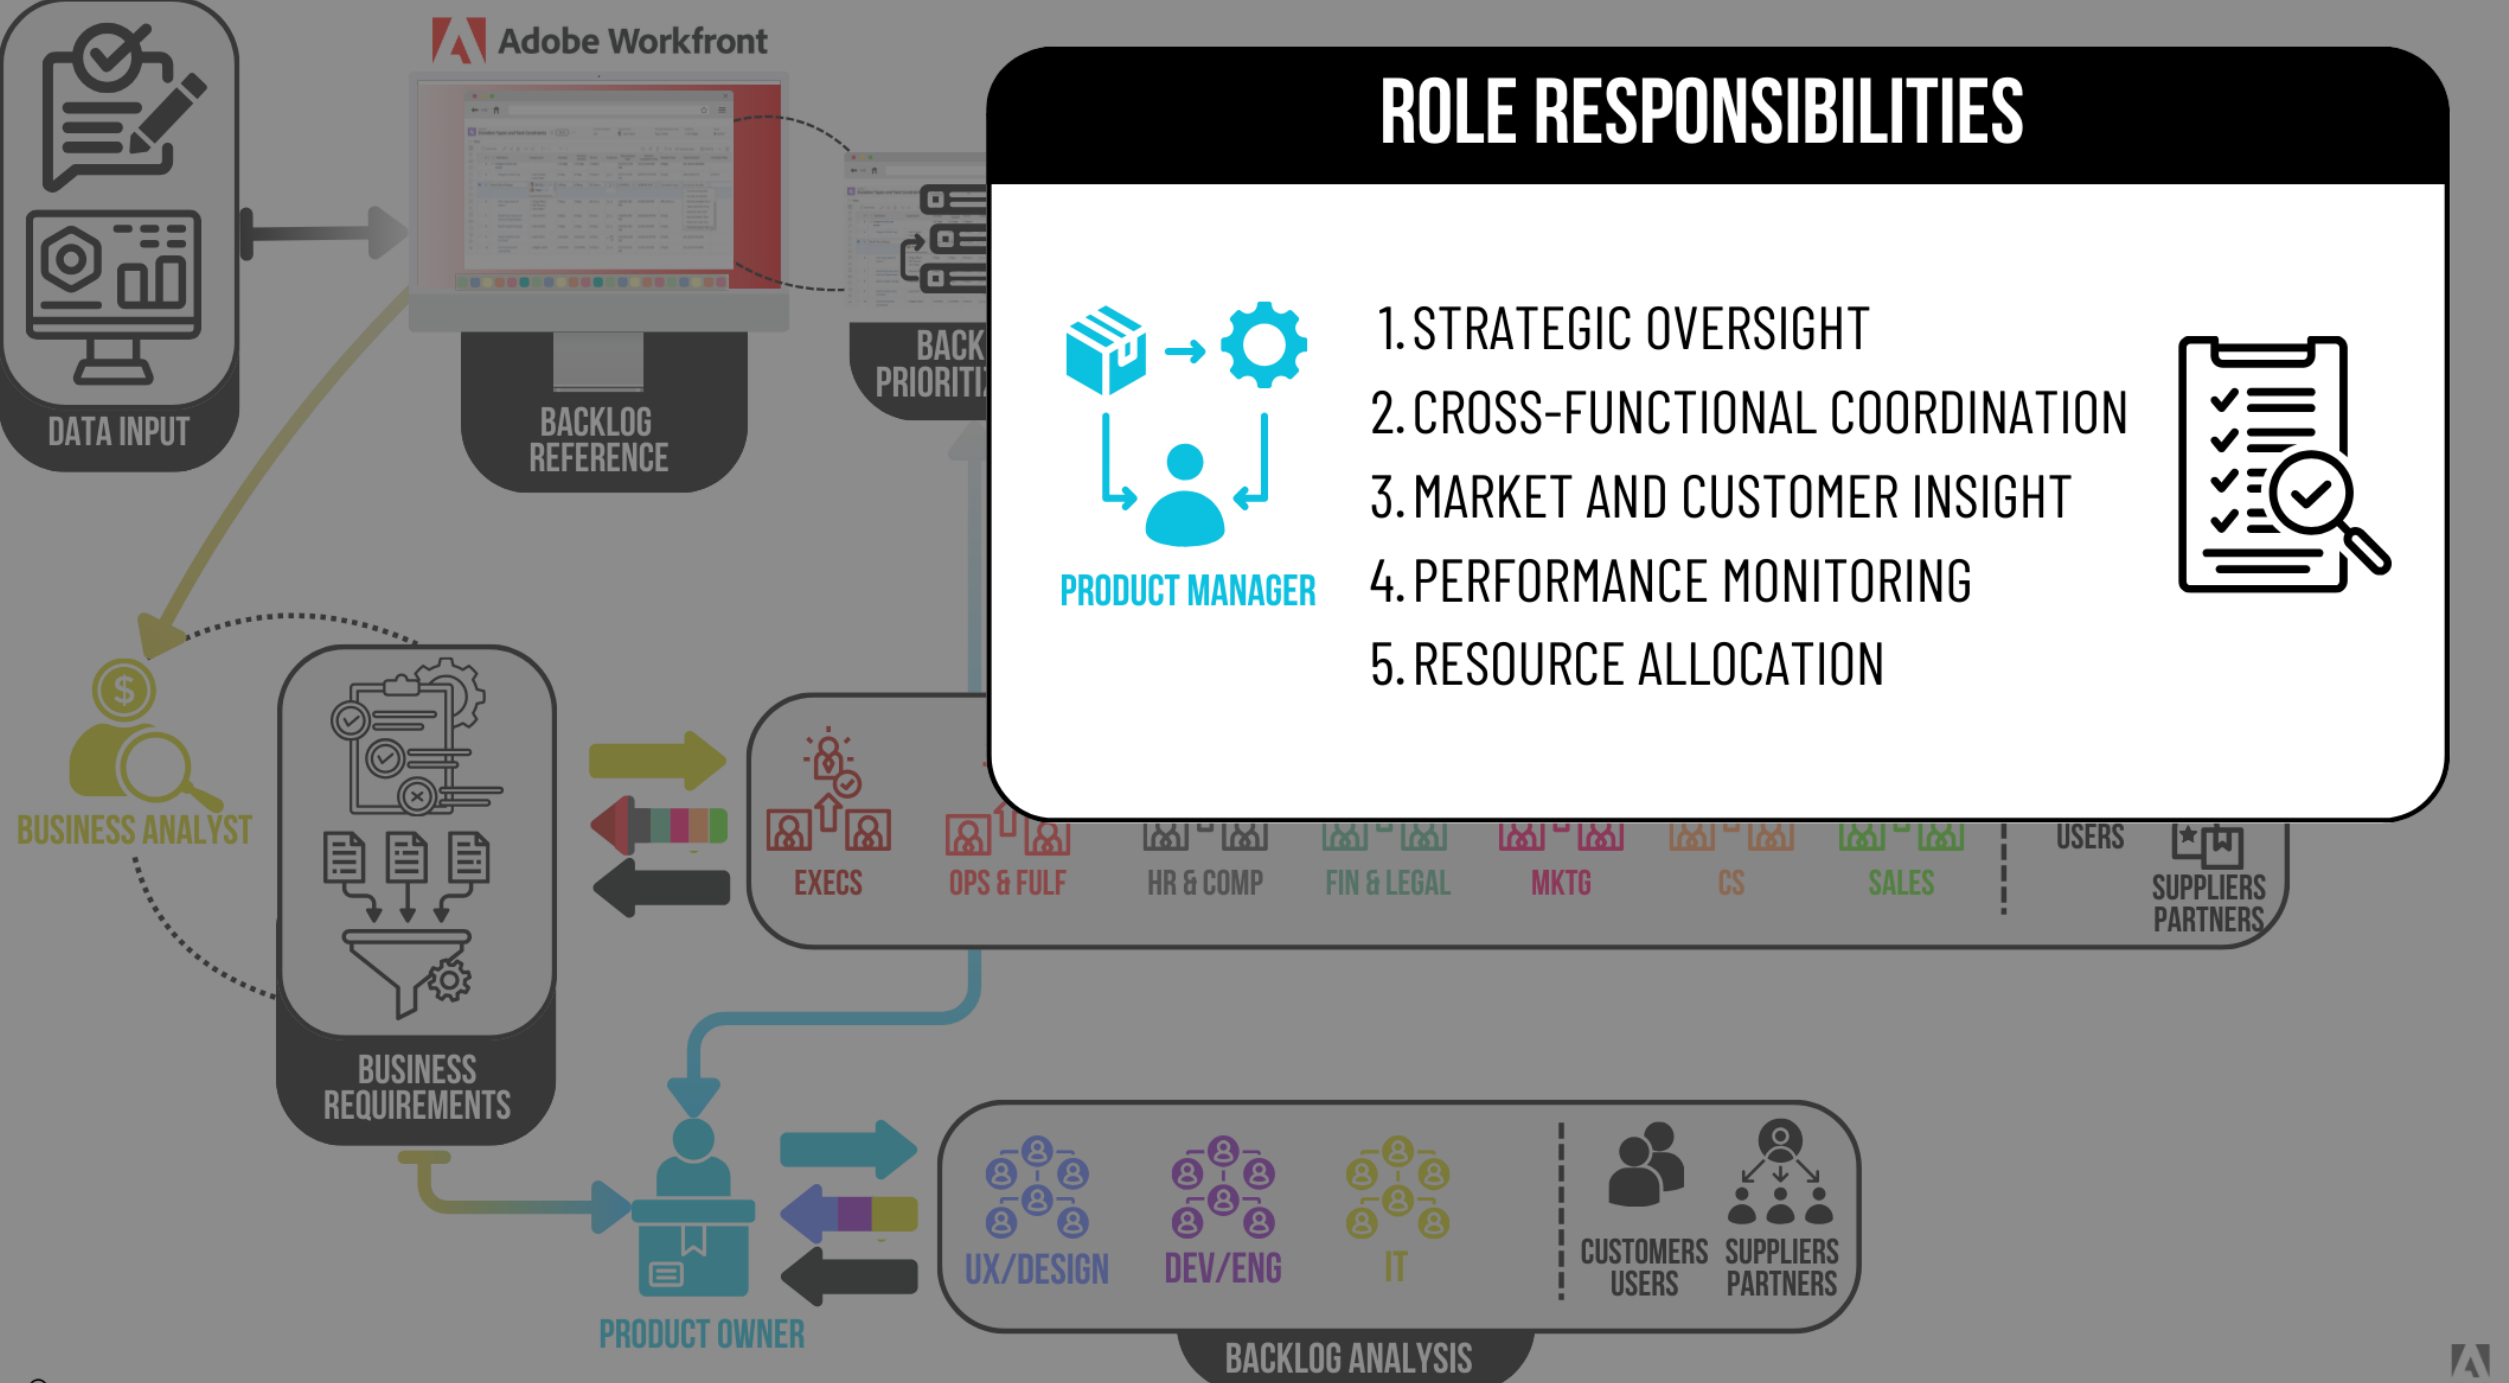 Adobe Workfront
ROLE RESPONSIBILITIES
1. STRATEGIC OVERSIGHT
2. CROSS-FUNCTIONAL COORDINATION
3. MARKET AND CUSTOMER INSIGHT
4. PERFORMANCE MONITORING
5. RESOURCE ALLOCATION
PRODUCT MANAGER
DATA INPUT
BACKLOG
REFERENCE
BACK
PRIORITI
BUSINESS ANALYST
BUSINESS
REQUIREMENTS
EXECS
OPS & FULF
HR & COMP
FIN & LEGAL
MKTG
CS
SALES
USERS
SUPPLIERS
PARTNERS
PRODUCT OWNER
UX/DESIGN
DEV/ENG
IT
CUSTOMERS
USERS
SUPPLIERS
PARTNERS
BACKLOG ANALYSIS